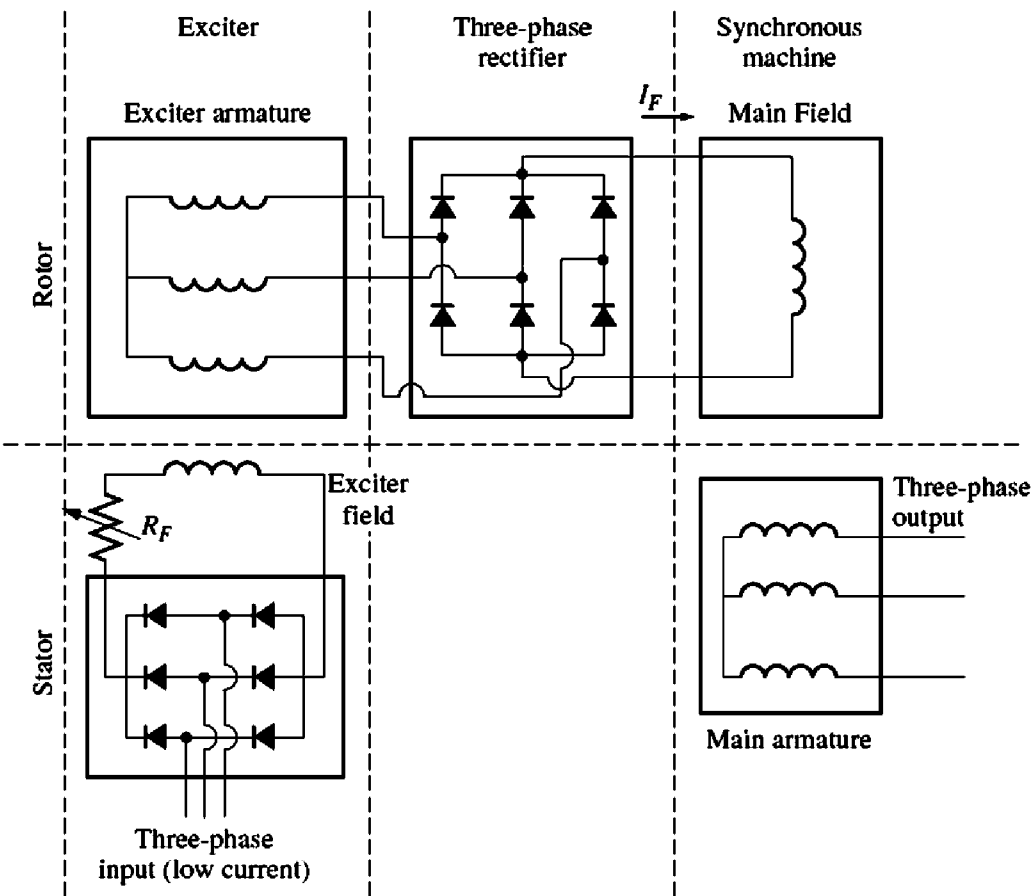 Exciter
Three-phase
rectifier
Synchronous
machine
Exciter armature
I_F
Main Field
Rotor
Exciter
field
R_F
Three-phase
output
Stator
Main armature
Three-phase
input (low current)